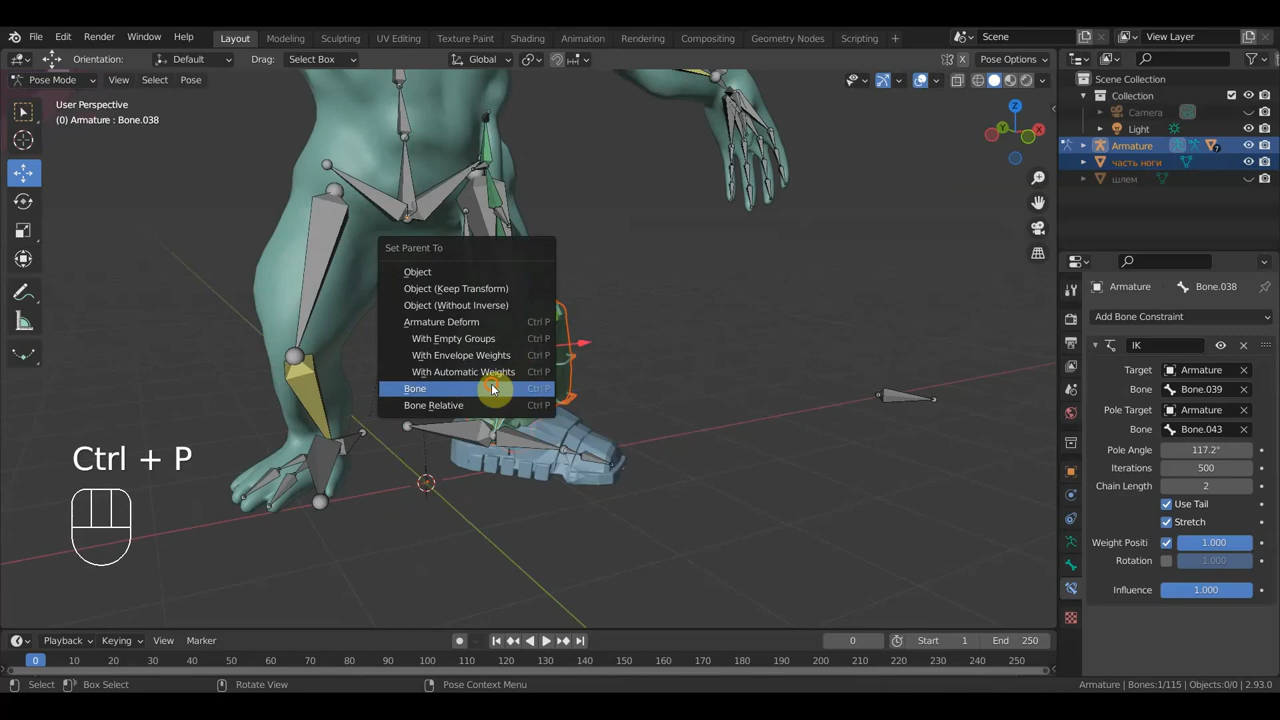 File Edit Render Window Help Layout Modeling Sculpting UV Editing Texture Paint Shading Animation Rendering Compositing Geometry Nodes Scripting + Scene View Layer
Orientation: Default Drag: Select Box Global X Pose Options
Pose Mode View Select Pose
User Perspective
(0) Armature : Bone.038
Z
Y
X
Scene Collection
Collection
Camera
Light
Armature
часть ноги
шлем
Set Parent To
Object
Object (Keep Transform)
Object (Without Inverse)
Armature Deform Ctrl P
With Empty Groups Ctrl P
With Envelope Weights Ctrl P
With Automatic Weights Ctrl P
Bone Ctrl P
Bone Relative Ctrl P
Ctrl + P
Armature Bone.038
Add Bone Constraint
IK
Target Armature
Bone Bone.039
Pole Target Armature
Bone Bone.043
Pole Angle 117.2°
Iterations 500
Chain Length 2
Use Tail
Stretch
Weight Positi 1.000
Rotation 1.000
Influence 1.000
Playback Keying View Marker 0 Start 1 End 250
0 10 20 30 40 50 60 70 80 90 100 110 120 130 140 150 160 170 180 190 200 210 220 230 240 250
Select Box Select Rotate View Pose Context Menu Armature | Bones:1/115 | Objects:0/0 | 2.93.0